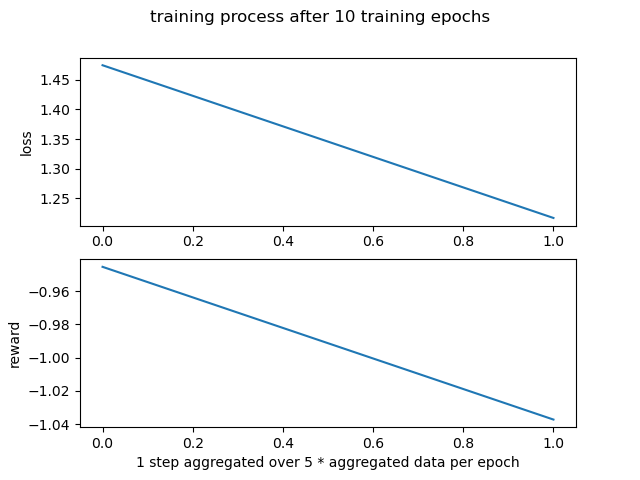 training process after 10 training epochs
1.45
1.40
1.35
1.30
1.25
loss
0.0 0.2 0.4 0.6 0.8 1.0
−0.96
−0.98
−1.00
−1.02
−1.04
reward
0.0 0.2 0.4 0.6 0.8 1.0
1 step aggregated over 5 * aggregated data per epoch